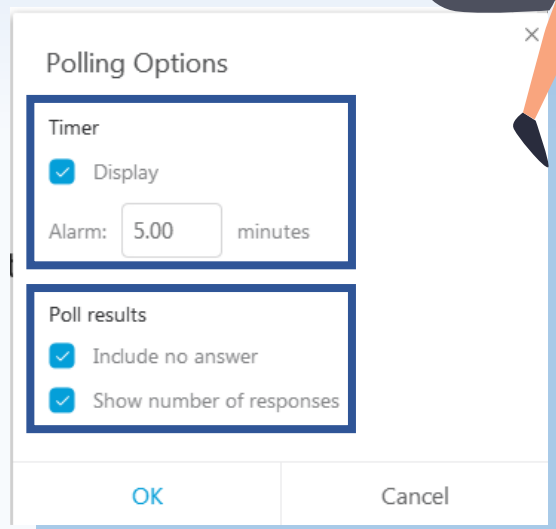 Polling Options
Timer
Display
Alarm: 5.00 minutes
Poll results
Include no answer
Show number of responses
OK Cancel